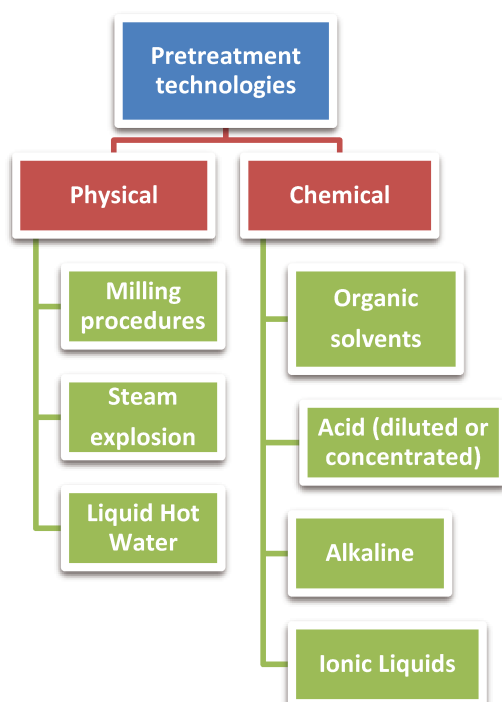 Pretreatment
technologies
Physical
Chemical
Milling
procedures
Steam
explosion
Liquid Hot
Water
Organic
solvents
Acid (diluted or
concentrated)
Alkaline
Ionic Liquids